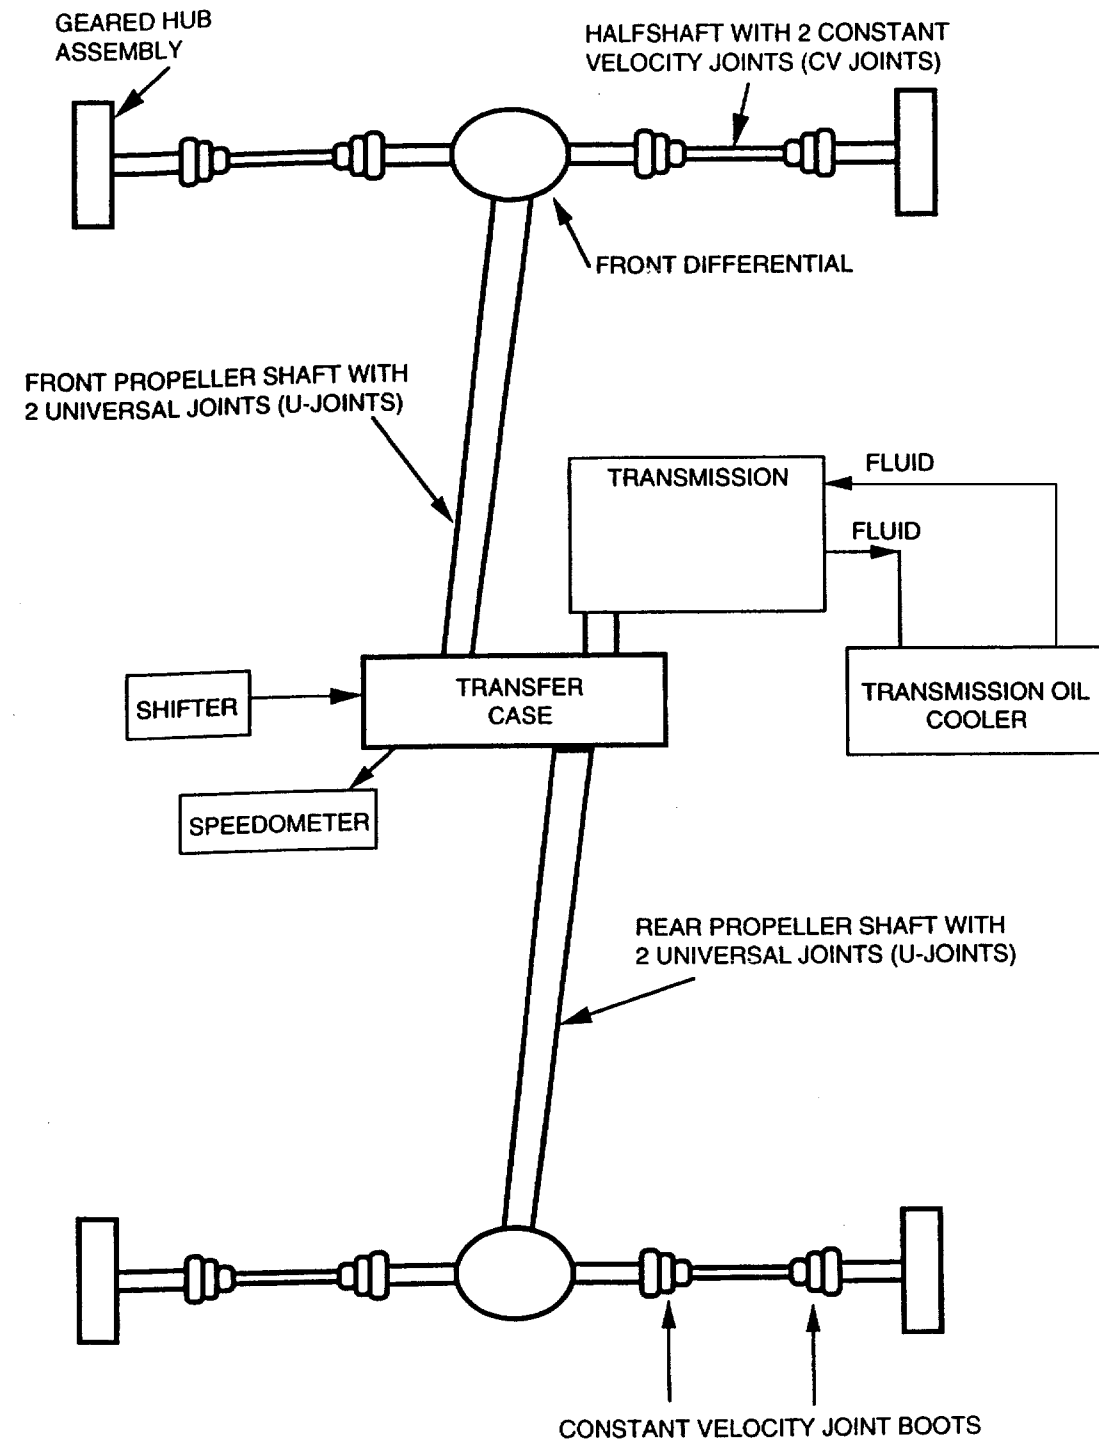 GEARED HUB
ASSEMBLY
HALFSHAFT WITH 2 CONSTANT
VELOCITY JOINTS (CV JOINTS)
FRONT DIFFERENTIAL
FRONT PROPELLER SHAFT WITH
2 UNIVERSAL JOINTS (U-JOINTS)
TRANSMISSION
FLUID
FLUID
SHIFTER
TRANSFER
CASE
TRANSMISSION OIL
COOLER
SPEEDOMETER
REAR PROPELLER SHAFT WITH
2 UNIVERSAL JOINTS (U-JOINTS)
CONSTANT VELOCITY JOINT BOOTS